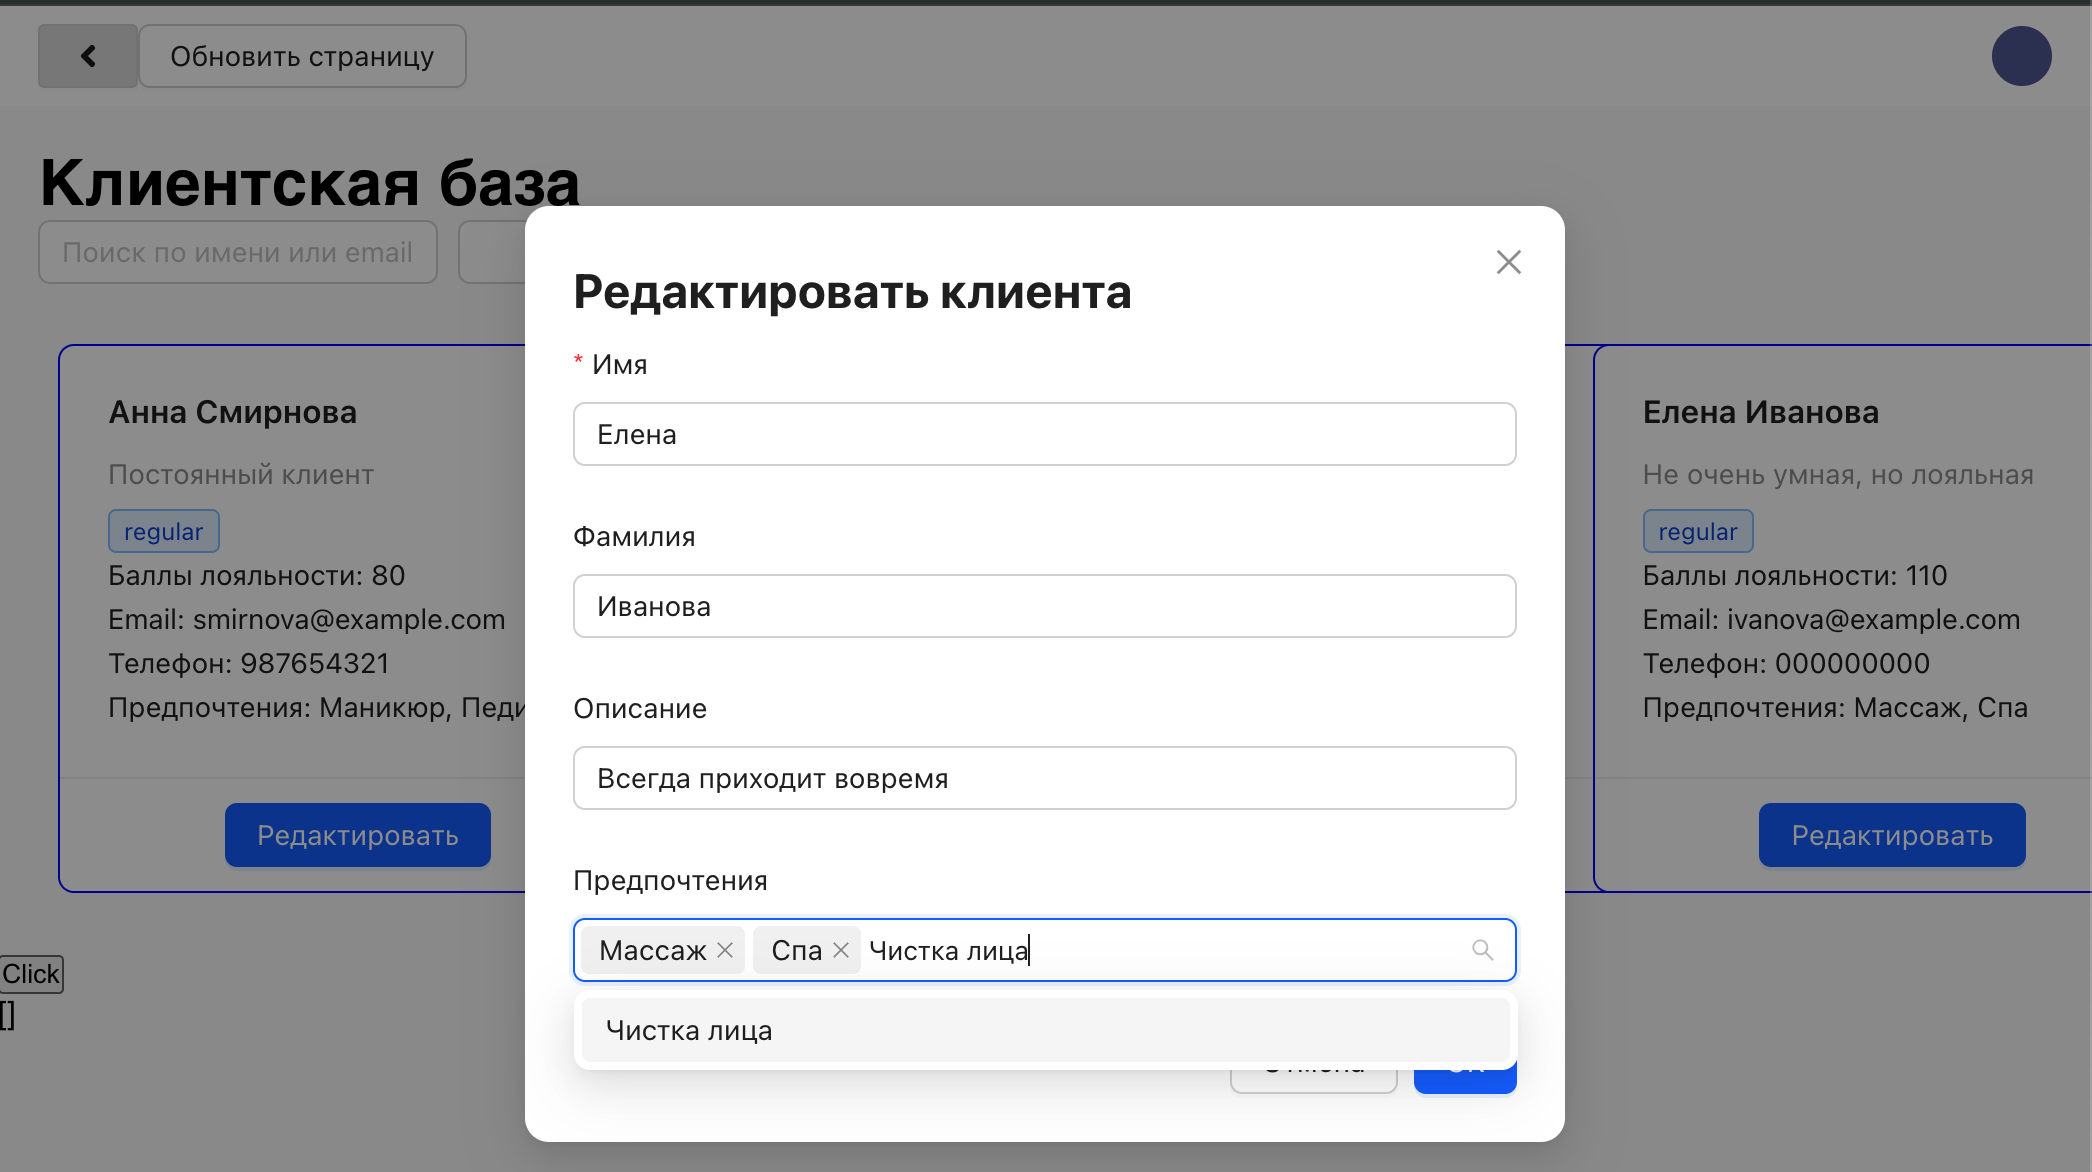 Обновить страницу
Клиентская база
Поиск по имени или email
Анна Смирнова
Постоянный клиент
regular
Баллы лояльности: 80
Email: smirnova@example.com
Телефон: 987654321
Предпочтения: Маникюр, Педи
Редактировать
Click
[]
Редактировать клиента
* Имя
Елена
Фамилия
Иванова
Описание
Всегда приходит вовремя
Предпочтения
Массаж Спа Чистка лица
Чистка лица
Елена Иванова
Не очень умная, но лояльная
regular
Баллы лояльности: 110
Email: ivanova@example.com
Телефон: 000000000
Предпочтения: Массаж, Спа
Редактировать